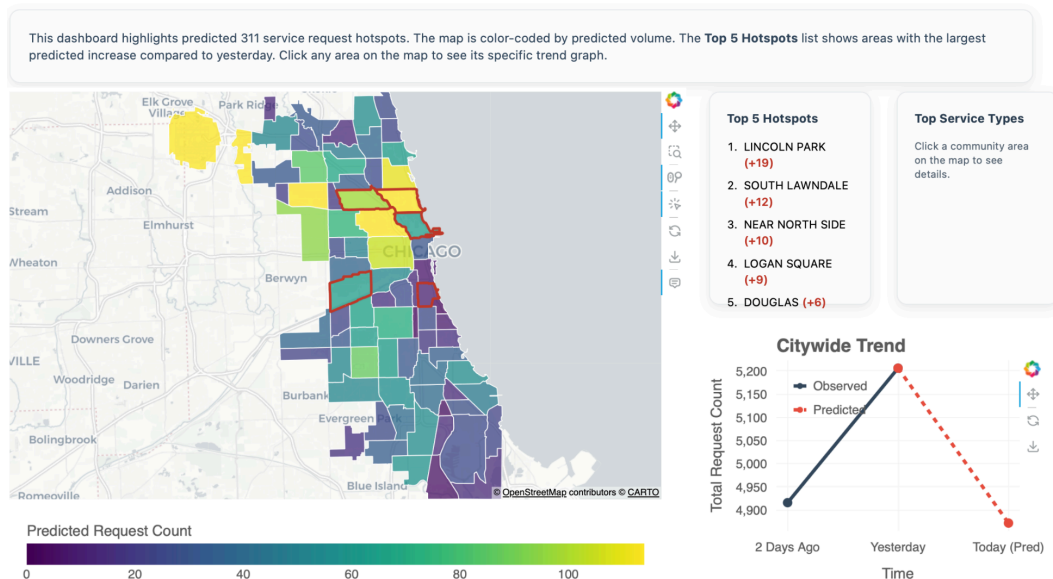 This dashboard highlights predicted 311 service request hotspots. The map is color-coded by predicted volume. The Top 5 Hotspots list shows areas with the largest
predicted increase compared to yesterday. Click any area on the map to see its specific trend graph.
Elk Grove
Village
Park Ridge
Addison
Stream
Elmhurst
Wheaton
CHICAGO
Berwyn
Downers Grove
VILLE
Woodridge
Darien
Burbank
Evergreen Park
Bolingbrook
Blue Island
Romeoville
© OpenStreetMap contributors © CARTO
Predicted Request Count
0
20
40
60
80
100
Top 5 Hotspots
1. LINCOLN PARK
(+19)
2. SOUTH LAWNDALE
(+12)
3. NEAR NORTH SIDE
(+10)
4. LOGAN SQUARE
(+9)
5. DOUGLAS (+6)
Top Service Types
Click a community area
on the map to see
details.
Citywide Trend
Total Request Count
5,200
5,150
5,100
5,050
5,000
4,950
4,900
Observed
Predicted
2 Days Ago
Yesterday
Today (Pred)
Time